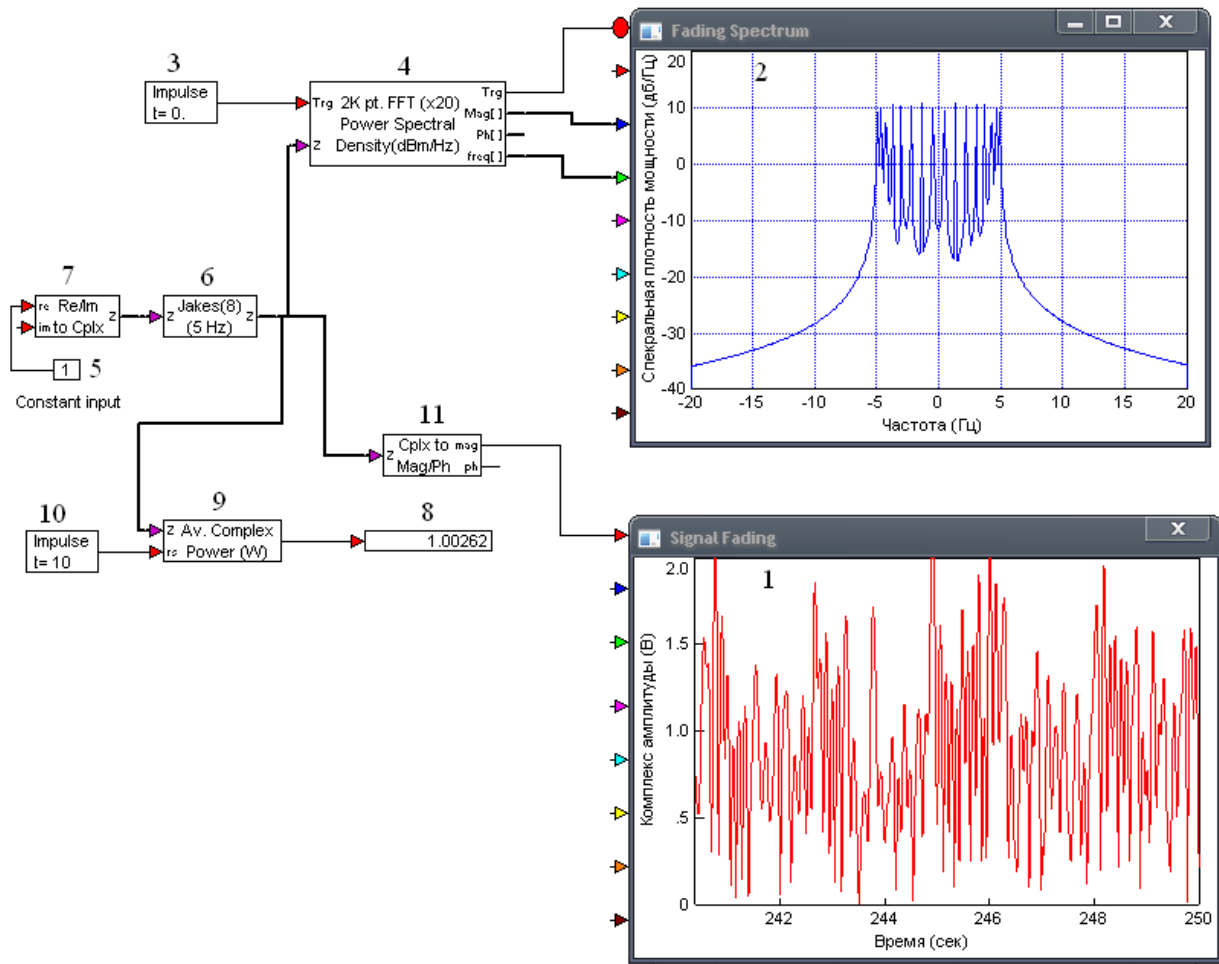 3
Impulse
t= 0.
4
Trg 2K pt. FFT (x20) Trg
Power Spectral Mag[ ]
Z Density(dBm/Hz) Ph[ ]
freq[ ]
7
rc Re/Im Z
im to Cplx
6
Z Jakes(8) Z
(5 Hz)
1 5
Constant input
11
Z Cplx to mag
Mag/Ph ph
10
Impulse
t= 10
9
Z Av. Complex
rs Power (W)
8
1.00262
Fading Spectrum
2
Спекральная плотность мощности (дб/Гц)
20
10
0
-10
-20
-30
-40
-20 -15 -10 -5 0 5 10 15 20
Частота (Гц)
Signal Fading
1
Комплекс амплитуды (В)
2.0
1.5
1.0
.5
0
242 244 246 248 250
Время (сек)